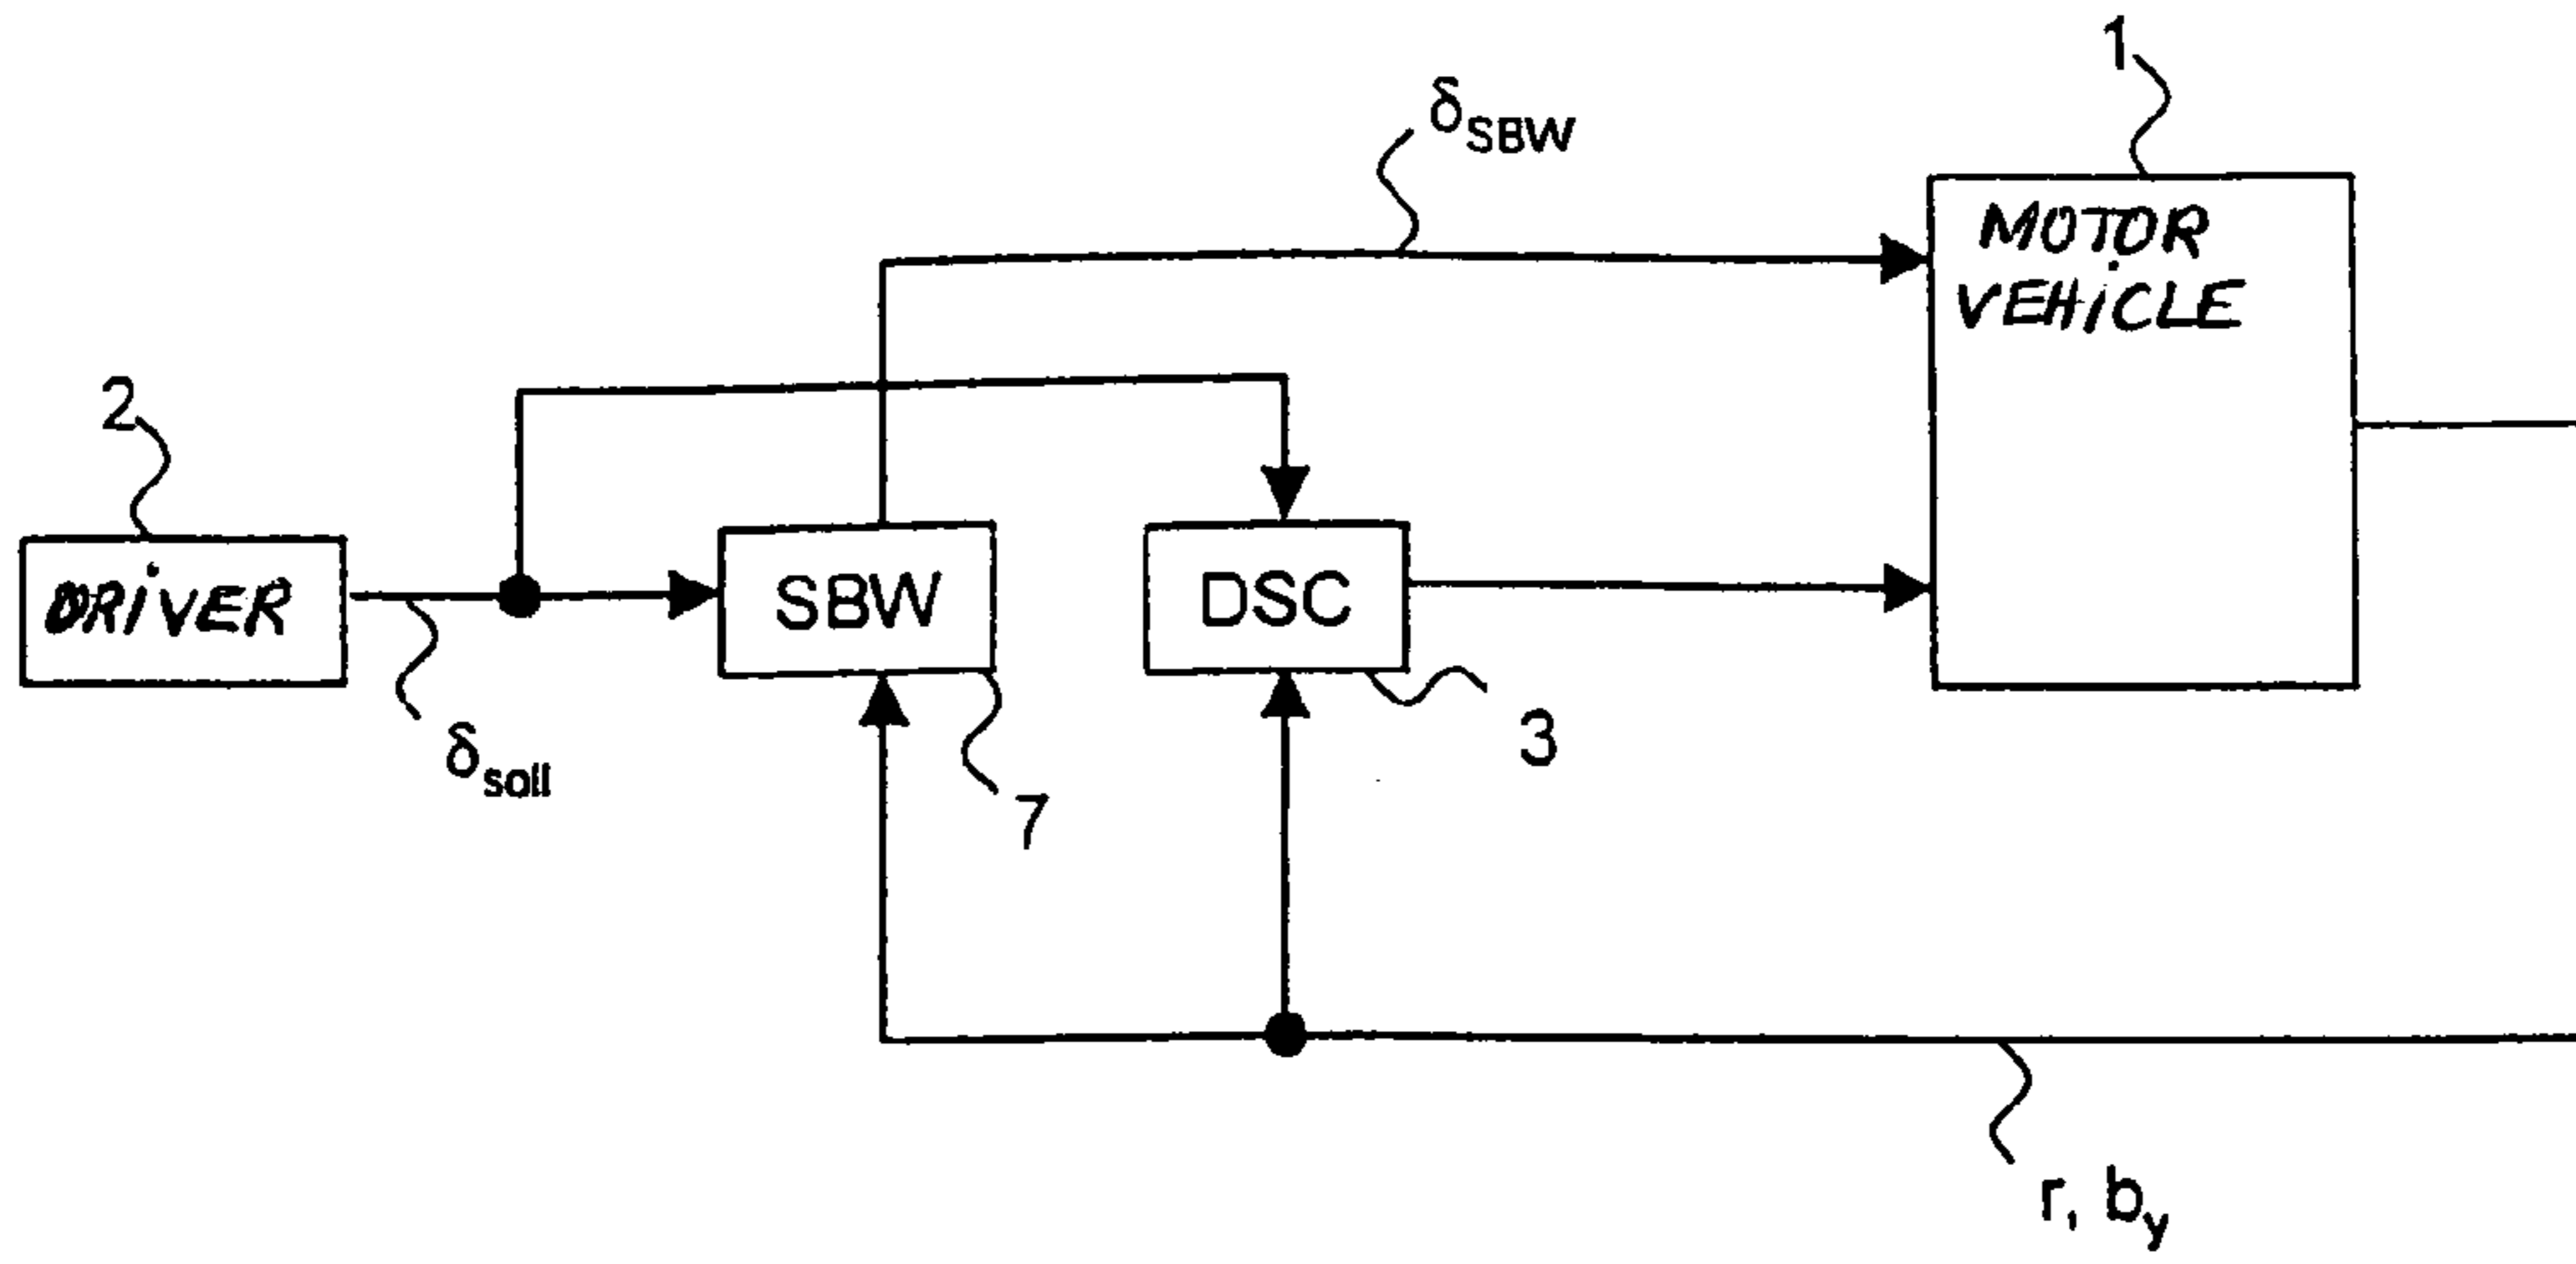 1
δSBW
MOTOR
VEHiCLE
2
DRiVER
SBW
DSC
δsoll
3
7
r, by